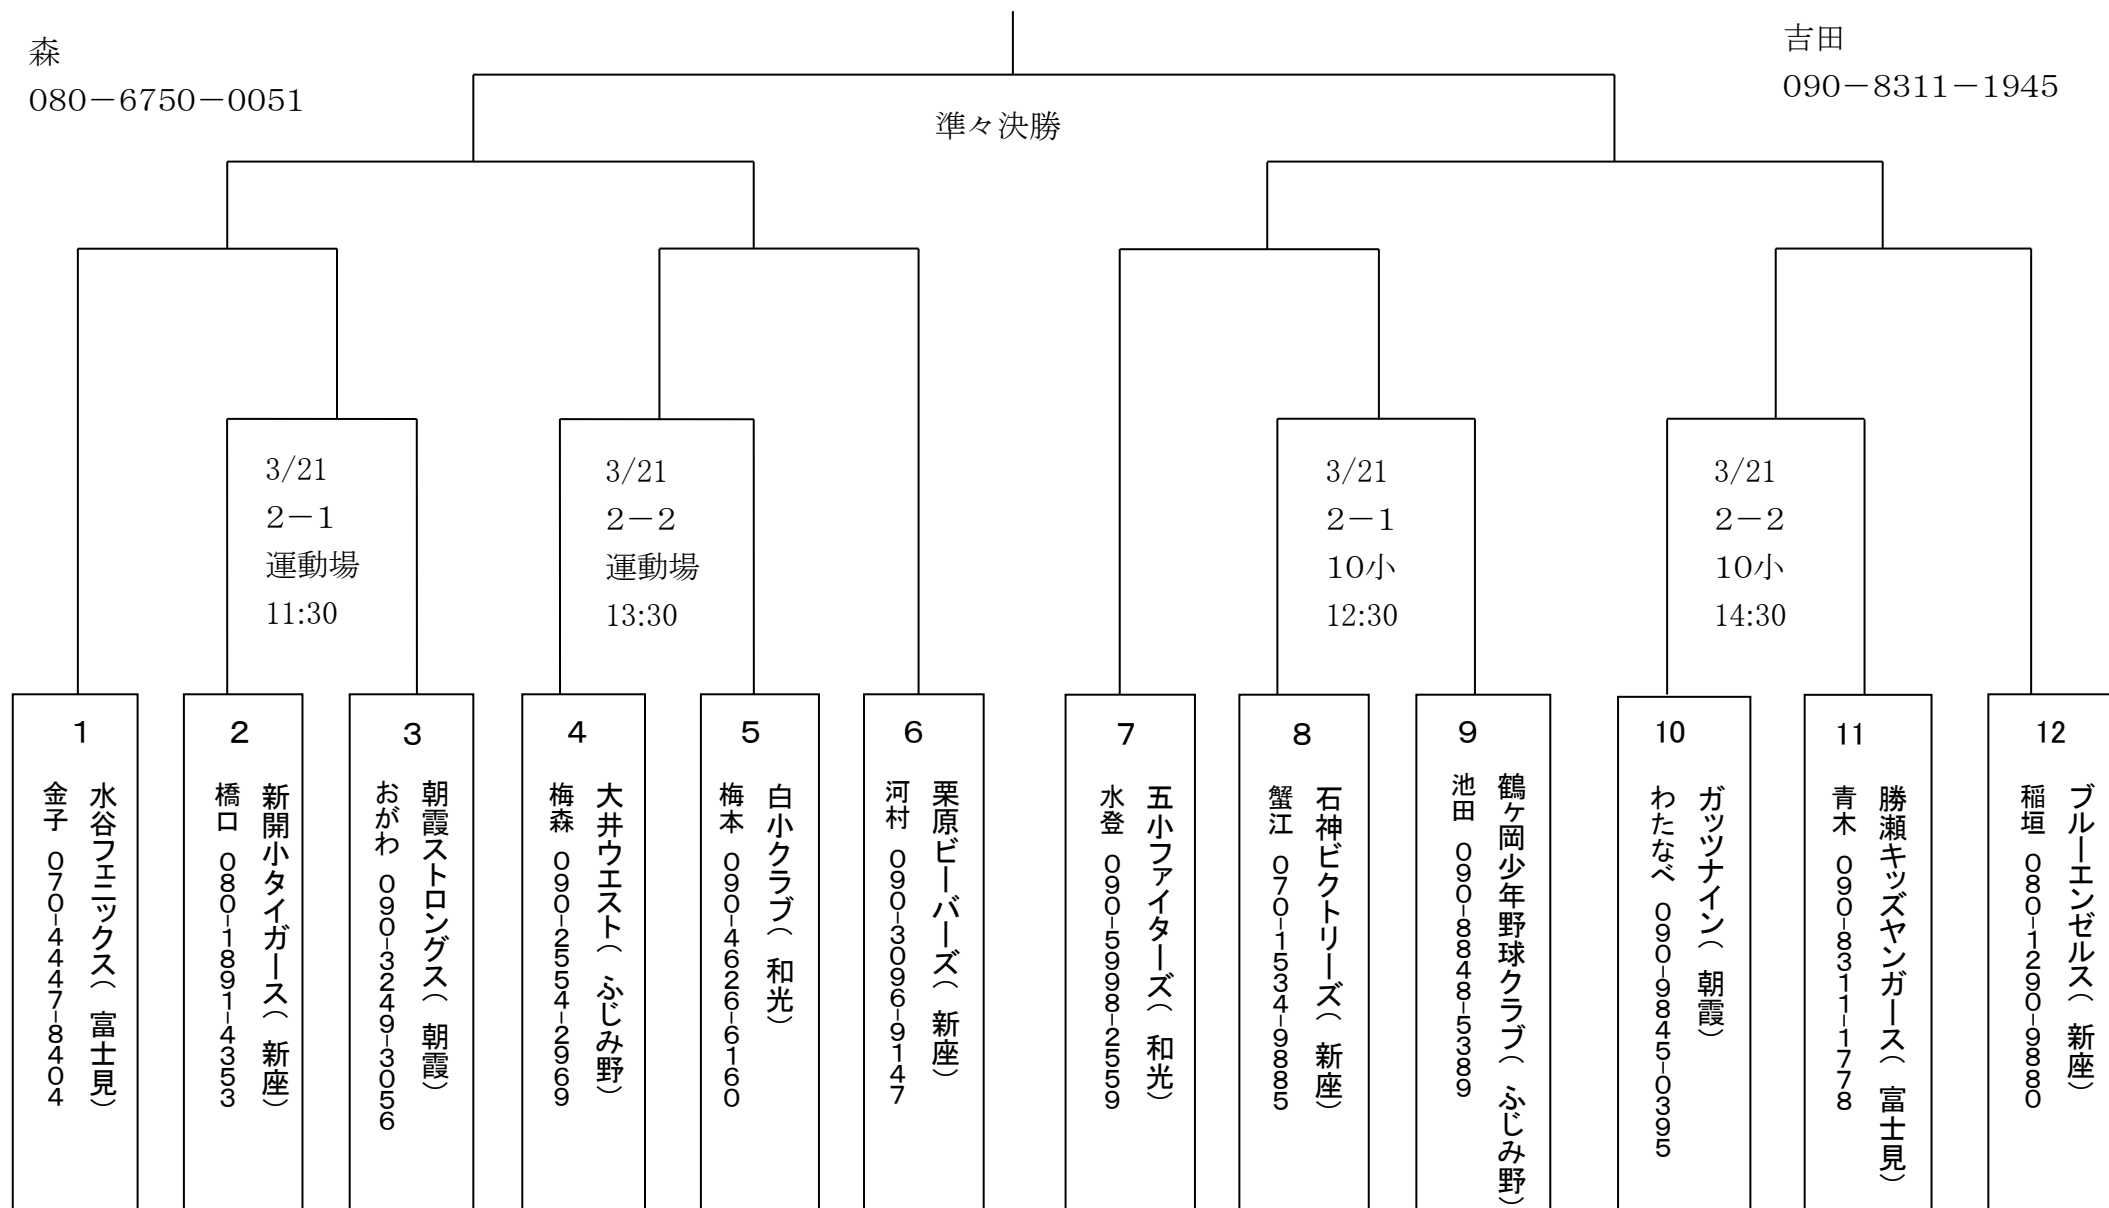 森
080－6750－0051
吉田
090－8311－1945
準々決勝
3/21
2－1
運動場
11:30
3/21
2－2
運動場
13:30
3/21
2－1
10小
12:30
3/21
2－2
10小
14:30
1
水谷フェニックス（富士見）
金子 070-4447-8404
2
新開小タイガース（新座）
橋口 080-1891-4353
3
朝霞ストロングス（朝霞）
おがわ 090-3249-3056
4
大井ウエスト（ふじみ野）
梅森 090-2554-2969
5
白小クラブ（和光）
梅本 090-4626-6160
6
栗原ビーバーズ（新座）
河村 090-3096-9147
7
五小ファイターズ（和光）
水登 090-5998-2559
8
石神ビクトリーズ（新座）
蟹江 070-1534-9885
9
鶴ヶ岡少年野球クラブ（ふじみ野）
池田 090-8848-5389
10
ガッツナイン（朝霞）
わたなべ 090-9845-0395
11
勝瀬キッズヤンガース（富士見）
青木 090-8311-1778
12
ブルーエンゼルス（新座）
稲垣 080-1290-9880